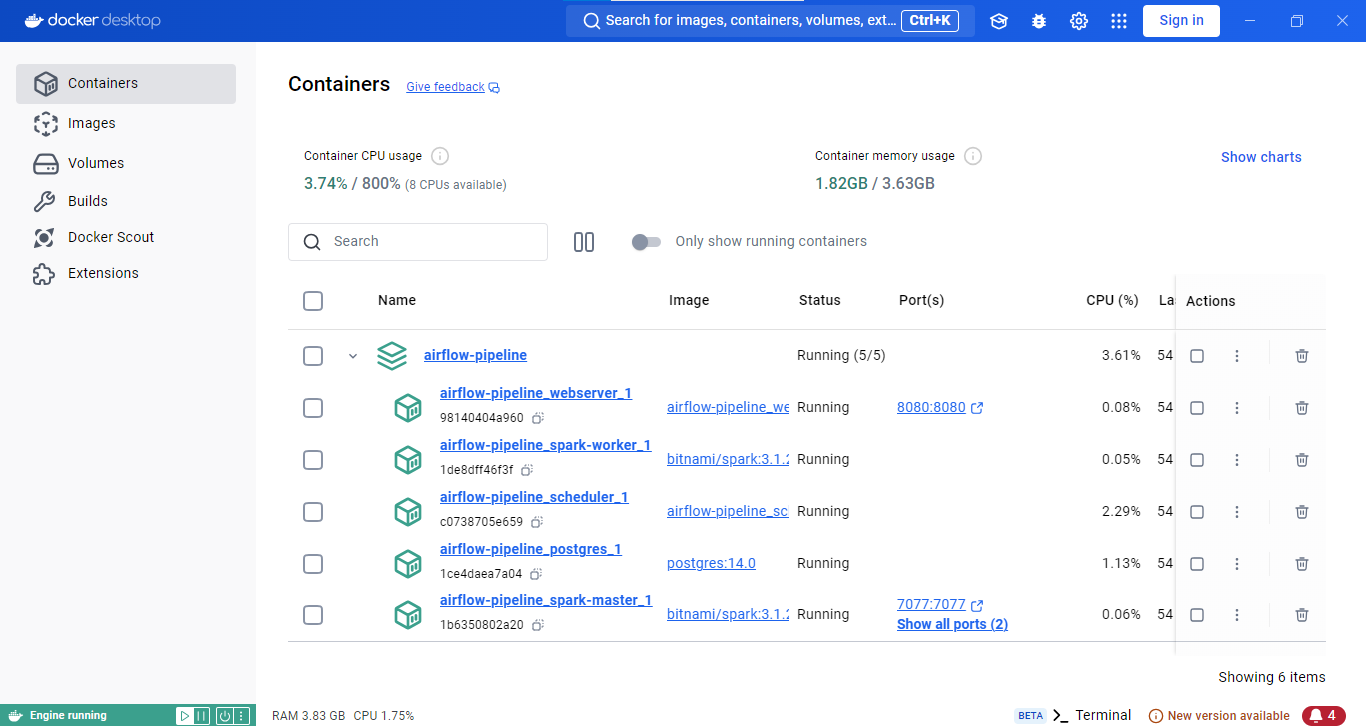 docker desktop
Search for images, containers, volumes, ext... Ctrl+K
Sign in
Containers
Images
Volumes
Builds
Docker Scout
Extensions
Containers Give feedback
Container CPU usage
3.74% / 800% (8 CPUs available)
Container memory usage
1.82GB / 3.63GB
Show charts
Search
Only show running containers
Name Image Status Port(s) CPU (%) La Actions
airflow-pipeline Running (5/5) 3.61% 54
airflow-pipeline_webserver_1
98140404a960
airflow-pipeline_we Running 8080:8080 0.08% 54
airflow-pipeline_spark-worker_1
1de8dff46f3f
bitnami/spark:3.1.2 Running 0.05% 54
airflow-pipeline_scheduler_1
c0738705e659
airflow-pipeline_sc Running 2.29% 54
airflow-pipeline_postgres_1
1ce4daea7a04
postgres:14.0 Running 1.13% 54
airflow-pipeline_spark-master_1
1b6350802a20
bitnami/spark:3.1.2 Running 7077:7077
Show all ports (2)
0.06% 54
Showing 6 items
Engine running
RAM 3.83 GB CPU 1.75%
BETA Terminal
New version available
4